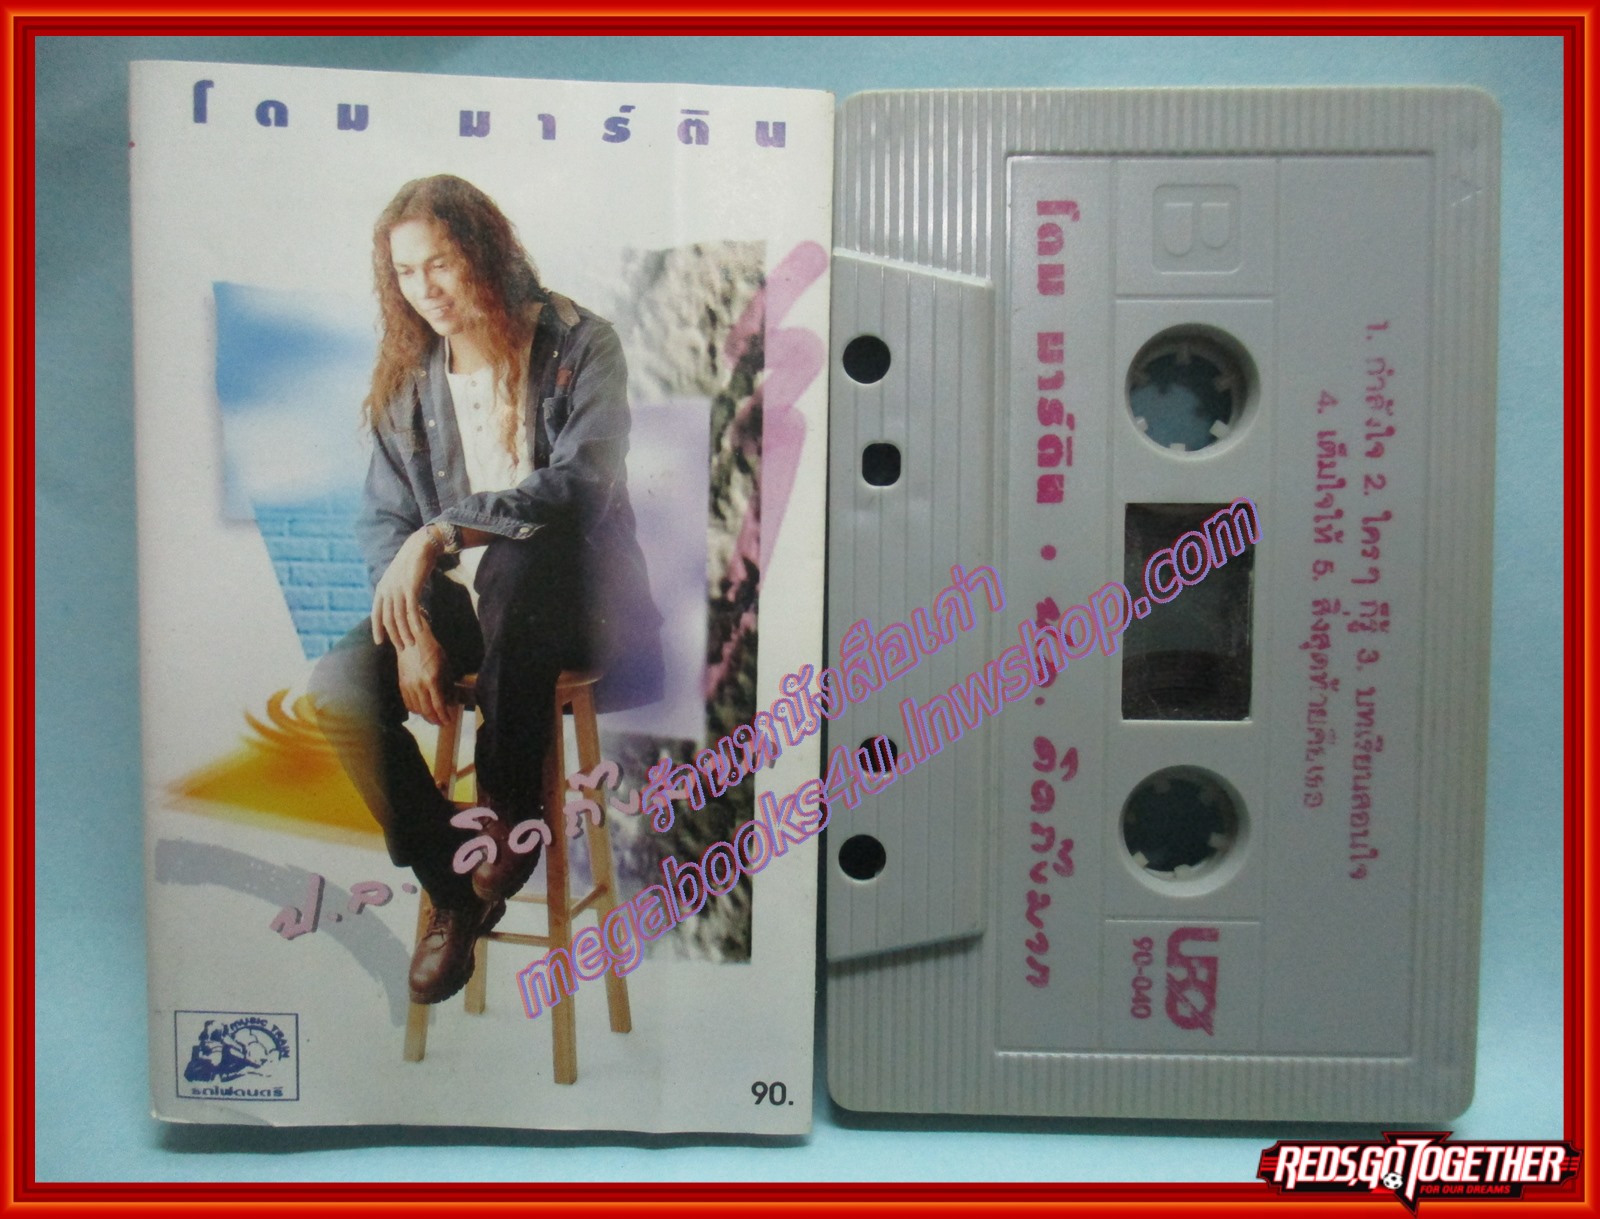 โดม มาร์ติน
ป.ล. คิดถึง
MUSIC TRAIN
รถไฟดนตรี
90.
B
โดม มาร์ติน • ป.ล. คิดถึงมาก
1. กำลังใจ 2. ใครๆ ก็รู้ 3. บทเรียนสอนใจ
4. เต็มใจให้ 5. สิ่งสุดท้ายคือเธอ
90-040
ร้านหนังสือเก่า
megabooks4u.lnwshop.com
REDS,GO TOGETHER
FOR OUR DREAMS